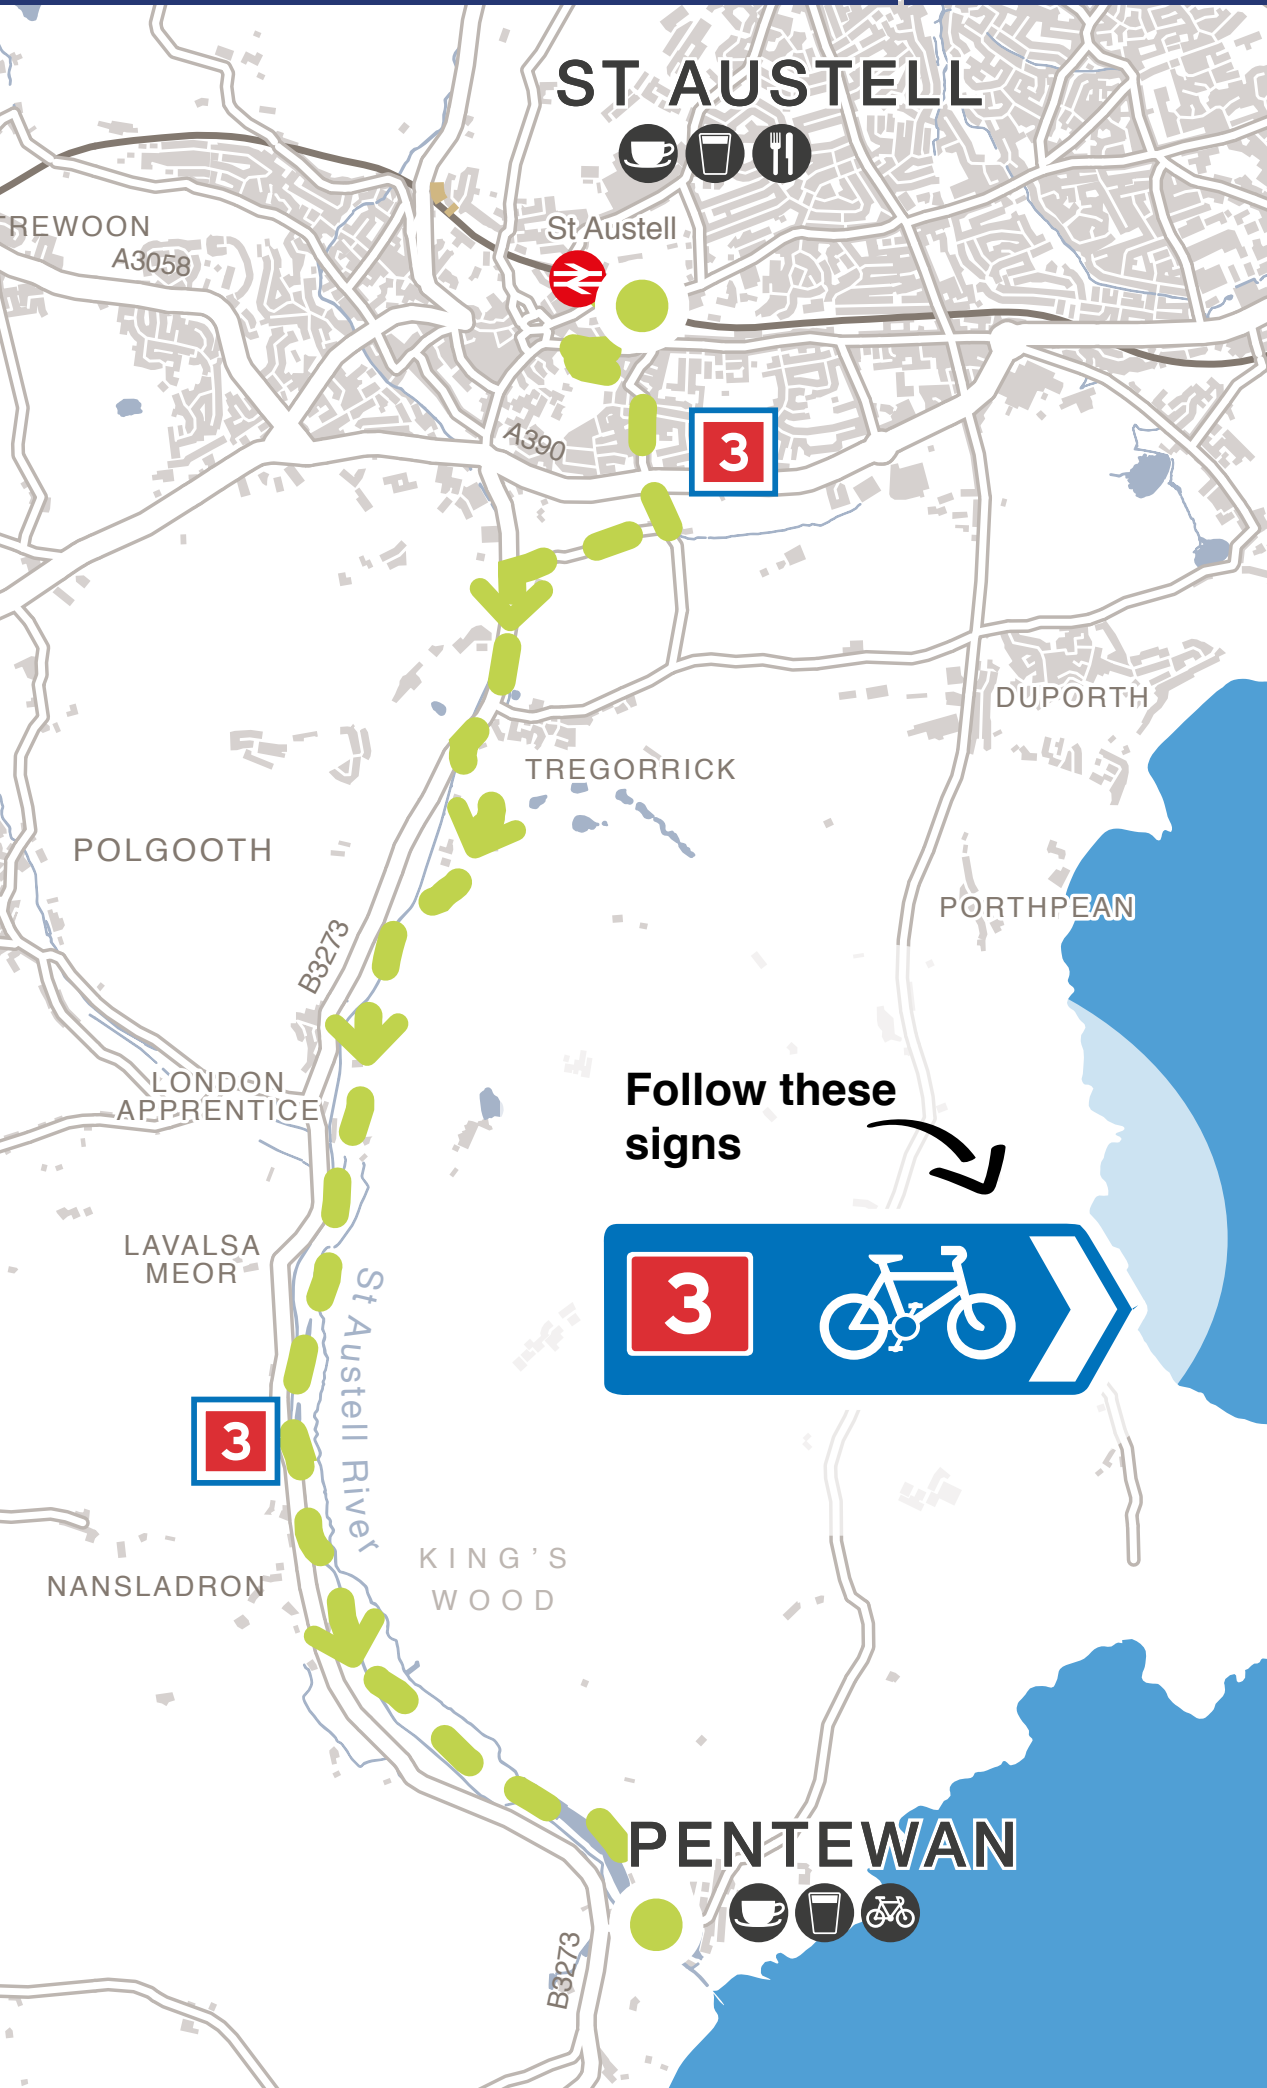 ST AUSTELL
St Austell
REWOON
A3058
A390
3
DUPORTH
TREGORRICK
POLGOOTH
PORTHPEAN
B3273
LONDON
APPRENTICE
Follow these
signs
LAVALSA
MEOR
3
St Austell River
3
KING'S
WOOD
NANSLADRON
PENTEWAN
B3273